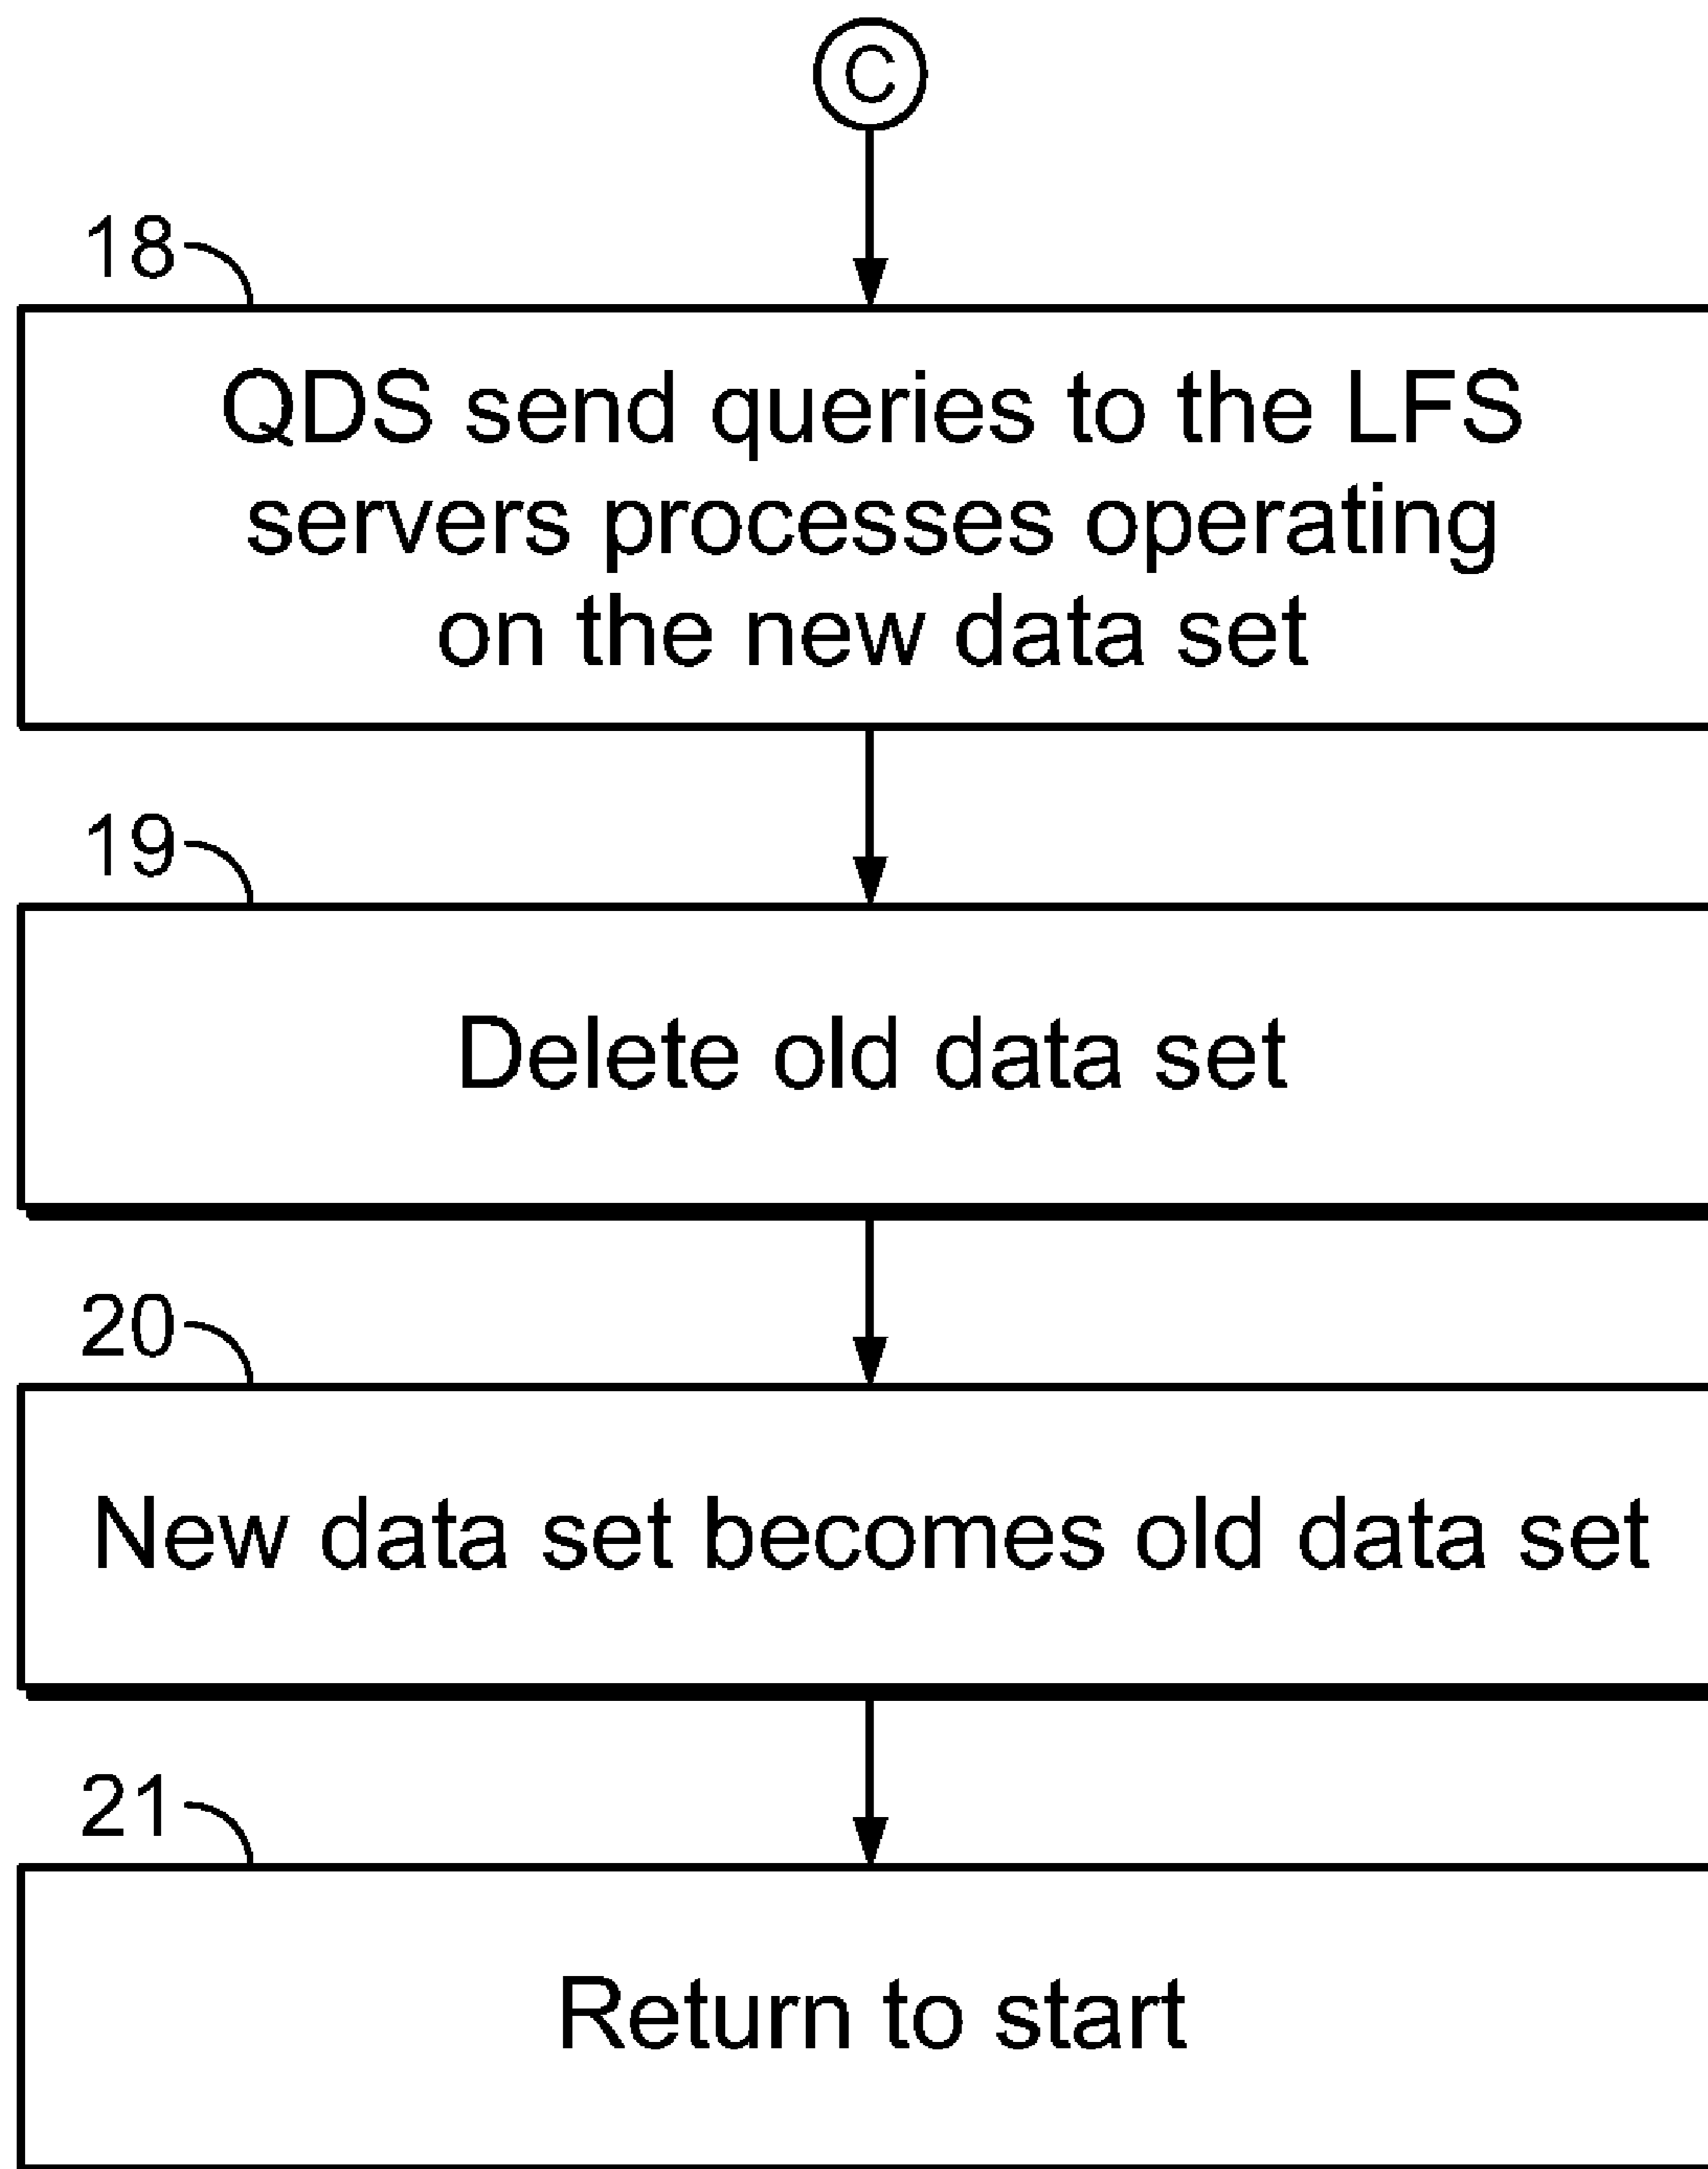 C
18
QDS send queries to the LFS
servers processes operating
on the new data set
19
Delete old data set
20
New data set becomes old data set
21
Return to start